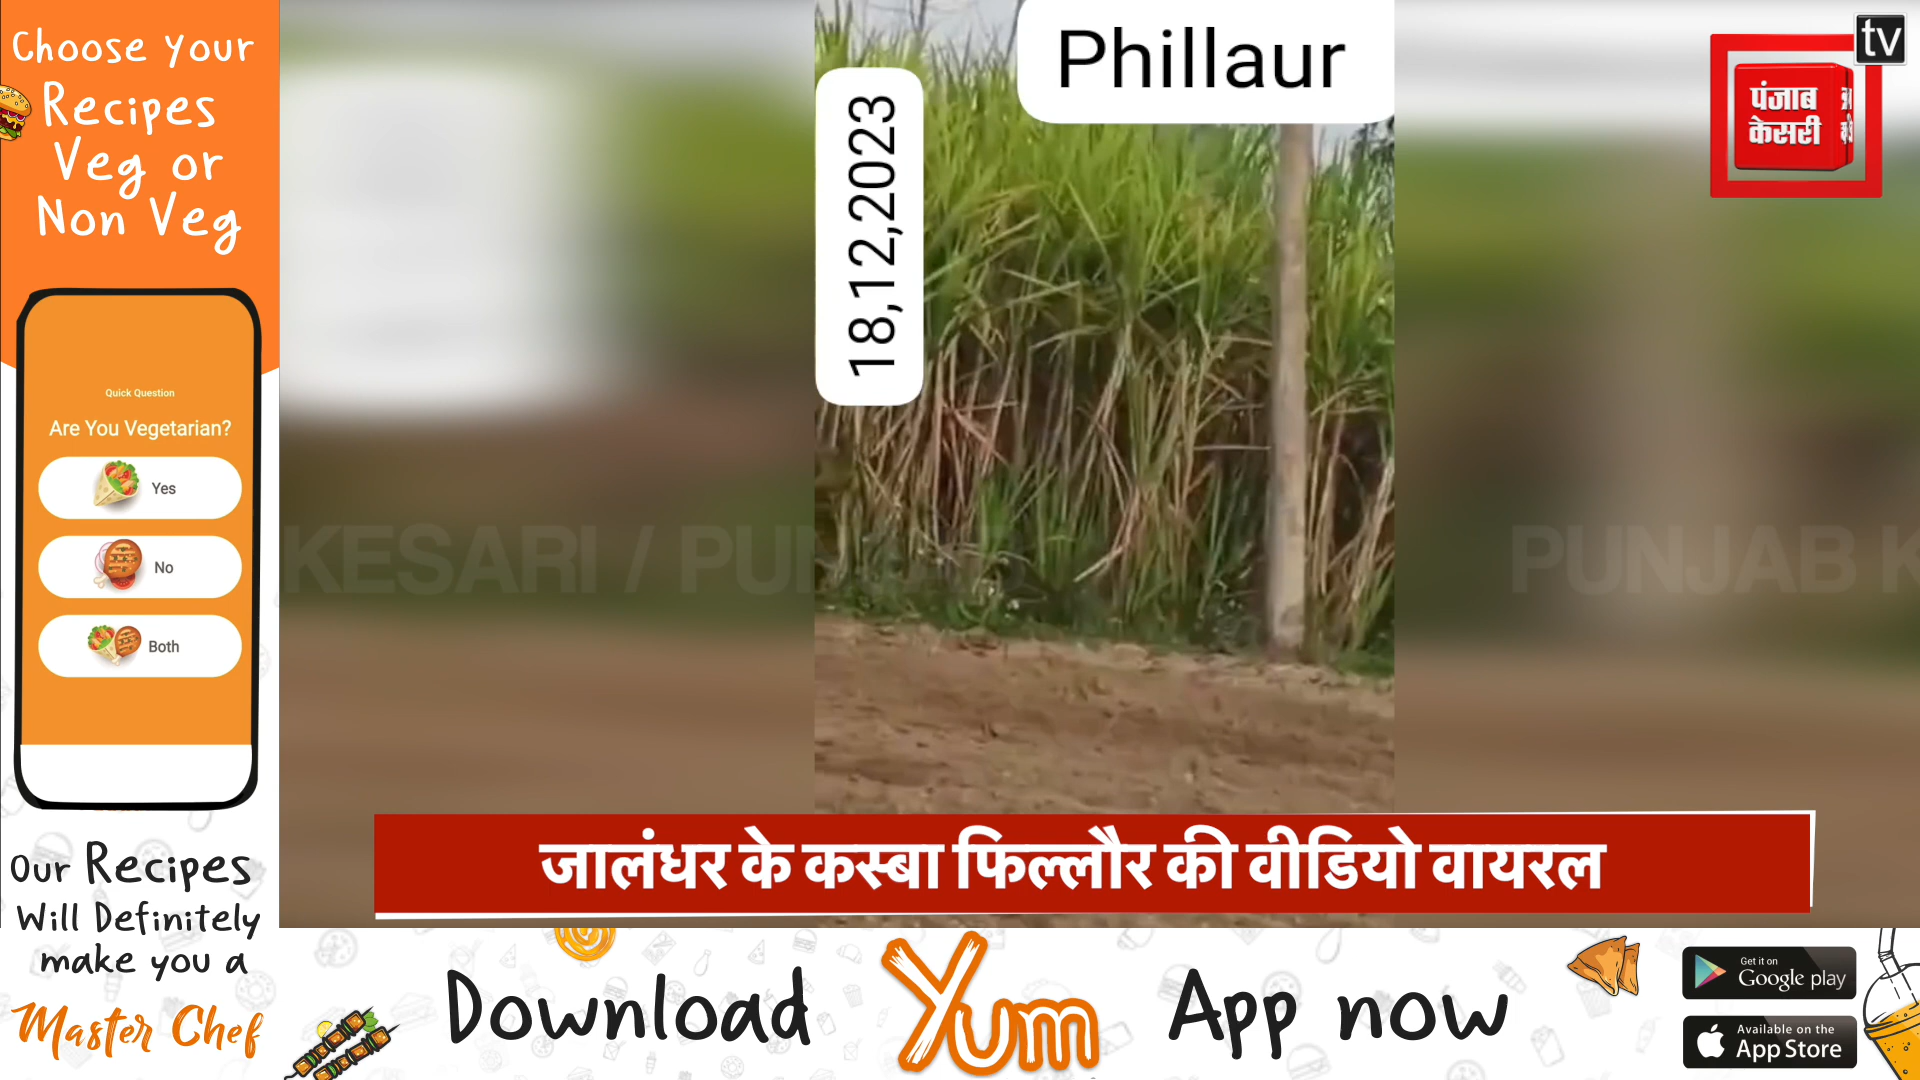 Choose Your
Recipes
Veg or
Non Veg
Quick Question
Are You Vegetarian?
Yes
No
Both
Our Recipes
Will Definitely
make you a
Master Chef
18,12,2023
Phillaur
tv
पंजाब
केसरी
KESARI / PUNJAB
PUNJAB K
जालंधर के कस्बा फिल्लौर की वीडियो वायरल
Download Yum App now
Get it on
Google play
Available on the
App Store